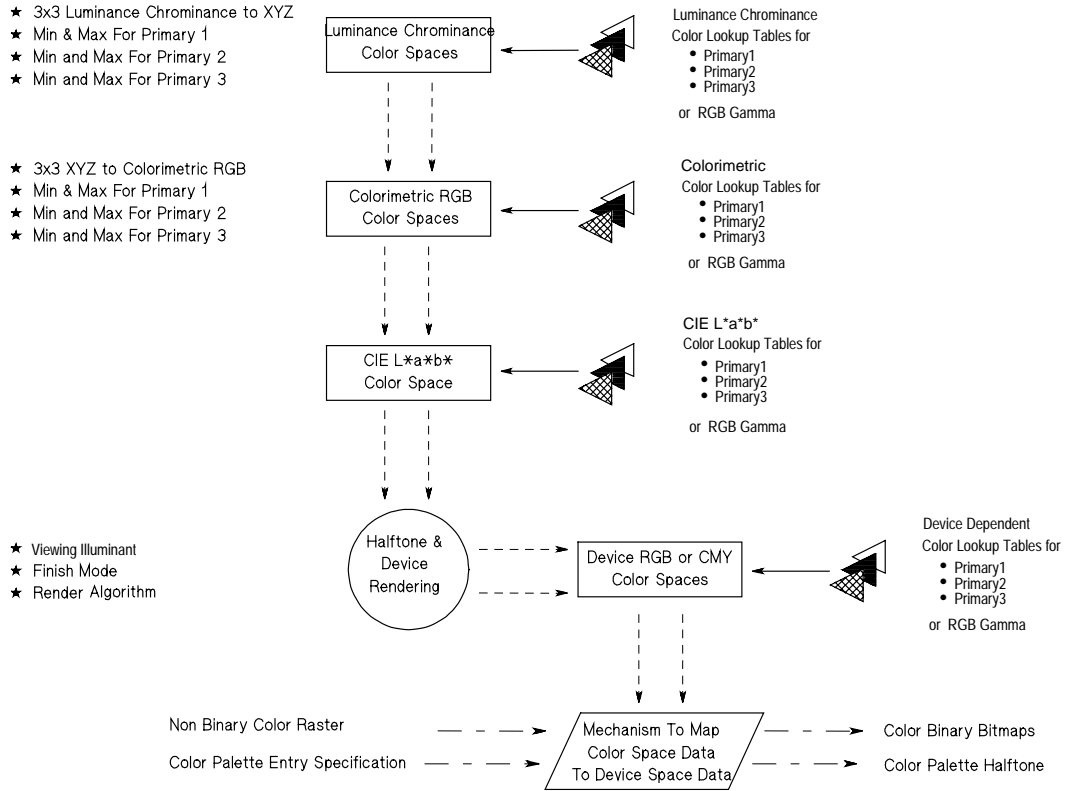 ★ 3x3 Luminance Chrominance to XYZ
★ Min & Max For Primary 1
★ Min and Max For Primary 2
★ Min and Max For Primary 3
Luminance Chrominance
Color Spaces
Luminance Chrominance
Color Lookup Tables for
• Primary1
• Primary2
• Primary3
or RGB Gamma
★ 3x3 XYZ to Colorimetric RGB
★ Min & Max For Primary 1
★ Min and Max For Primary 2
★ Min and Max For Primary 3
Colorimetric RGB
Color Spaces
Colorimetric
Color Lookup Tables for
• Primary1
• Primary2
• Primary3
or RGB Gamma
CIE L*a*b*
Color Space
CIE L*a*b*
Color Lookup Tables for
• Primary1
• Primary2
• Primary3
or RGB Gamma
★ Viewing Illuminant
★ Finish Mode
★ Render Algorithm
Halftone &
Device
Rendering
Device RGB or CMY
Color Spaces
Device Dependent
Color Lookup Tables for
• Primary1
• Primary2
• Primary3
or RGB Gamma
Non Binary Color Raster
Color Palette Entry Specification
Mechanism To Map
Color Space Data
To Device Space Data
Color Binary Bitmaps
Color Palette Halftone